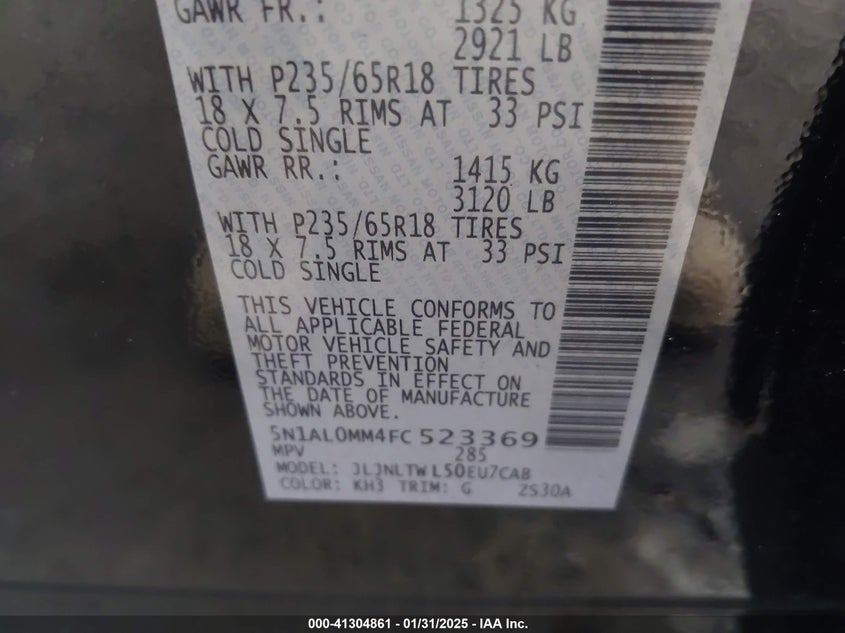 GAWR FR.: 1325 KG
2921 LB
WITH P235/65R18 TIRES
18 X 7.5 RIMS AT 33 PSI
COLD SINGLE
GAWR RR.: 1415 KG
3120 LB
WITH P235/65R18 TIRES
18 X 7.5 RIMS AT 33 PSI
COLD SINGLE
THIS VEHICLE CONFORMS TO
ALL APPLICABLE FEDERAL
MOTOR VEHICLE SAFETY AND
THEFT PREVENTION
STANDARDS IN EFFECT ON
THE DATE OF MANUFACTURE
SHOWN ABOVE.
5N1AL0MM4FC523369
MPV 285
MODEL: JLJNLTWL50EU7CAB
COLOR: KH3 TRIM: G ZS30A
000-41304861 / 01/31/2025 - IAA Inc.